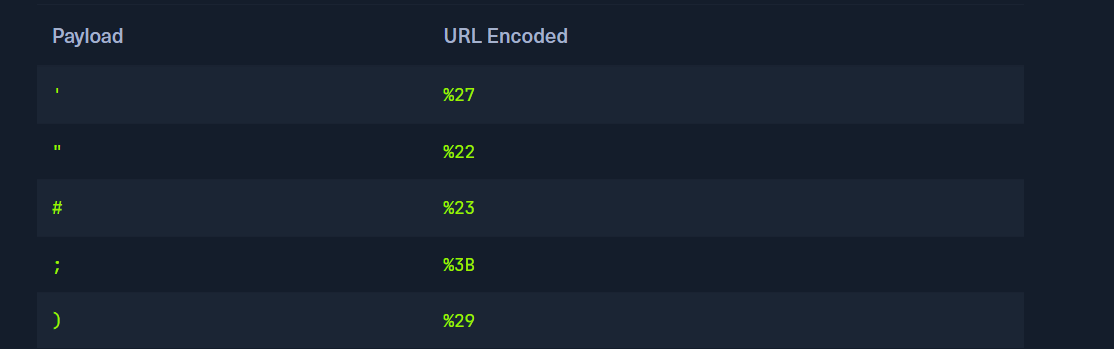 Payload URL Encoded
' %27
" %22
# %23
; %3B
) %29